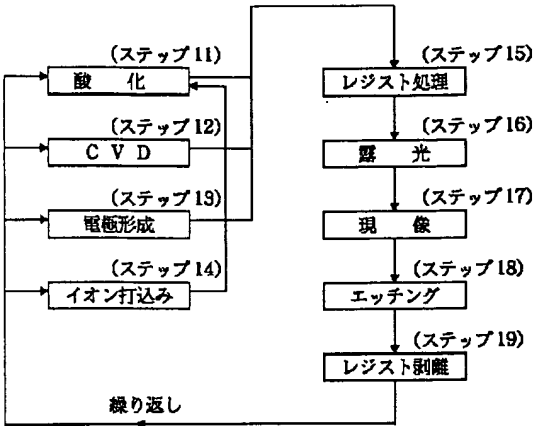 (ステップ11)
酸化
(ステップ12)
CVD
(ステップ13)
電極形成
(ステップ14)
イオン打込み
(ステップ15)
レジスト処理
(ステップ16)
露光
(ステップ17)
現像
(ステップ18)
エッチング
(ステップ19)
レジスト剥離
繰り返し